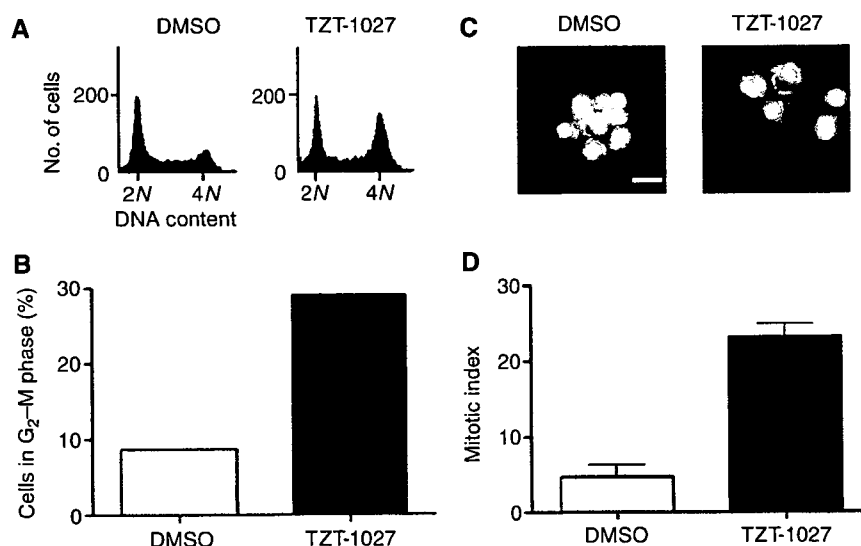 A
DMSO
TZT-1027
No. of cells
200
0
2N
4N
DNA content
200
0
2N
4N
B
Cells in G₂–M phase (%)
30
20
10
0
DMSO
TZT-1027
C
DMSO
TZT-1027
D
Mitotic index
30
20
10
0
DMSO
TZT-1027